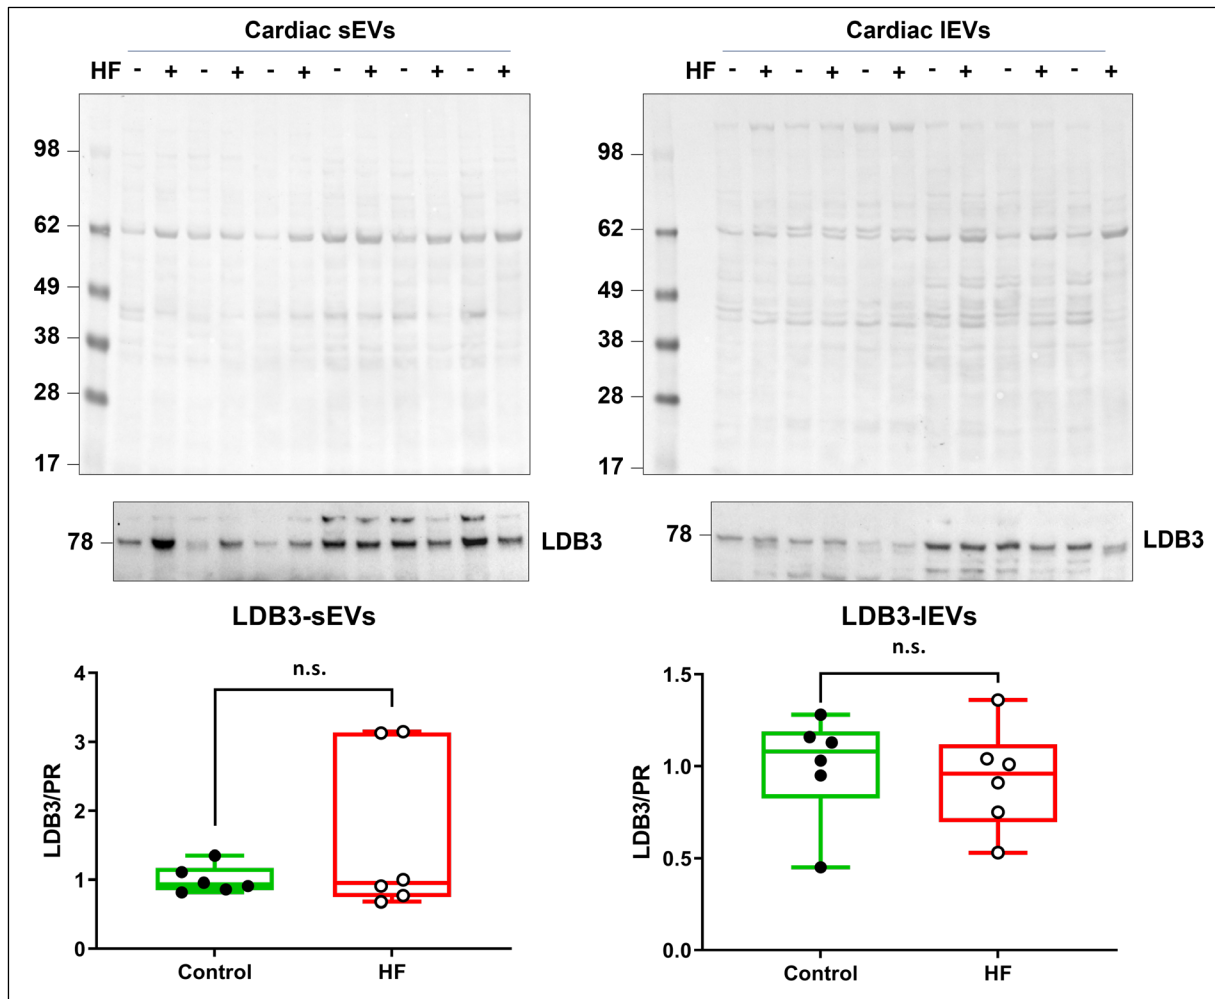 Cardiac sEVs
HF - + - + - + - + - + - +
98
62
49
38
28
17
78
LDB3
Cardiac lEVs
HF - + - + - + - + - + - +
98
62
49
38
28
17
78
LDB3
LDB3-sEVs
n.s.
4
3
2
1
0
LDB3/PR
Control HF
LDB3-lEVs
n.s.
1.5
1.0
0.5
0.0
LDB3/PR
Control HF